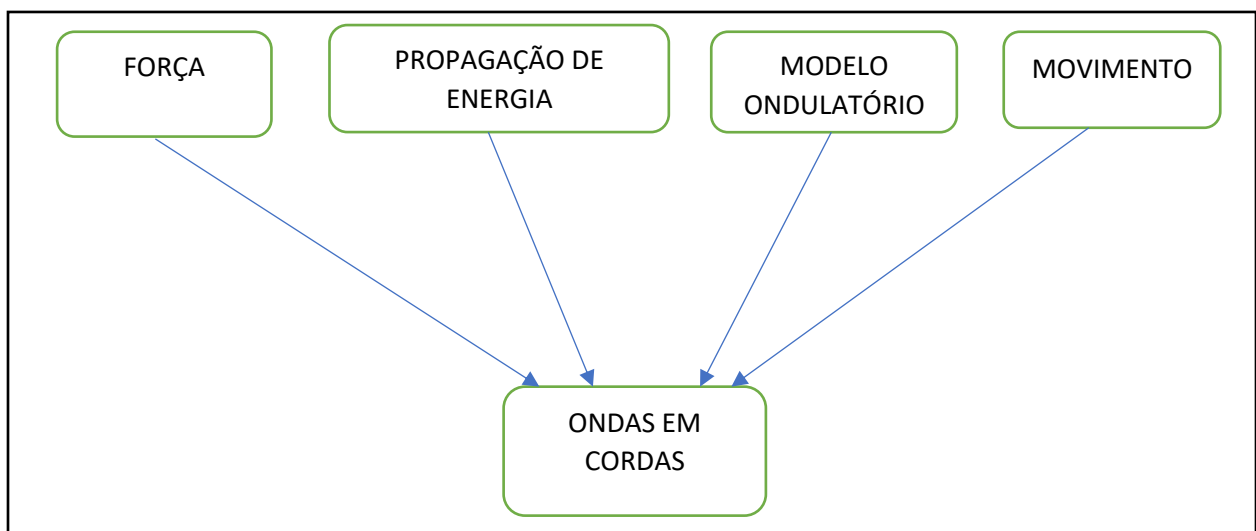 FORÇA
PROPAGAÇÃO DE
ENERGIA
MODELO
ONDULATÓRIO
MOVIMENTO
ONDAS EM
CORDAS